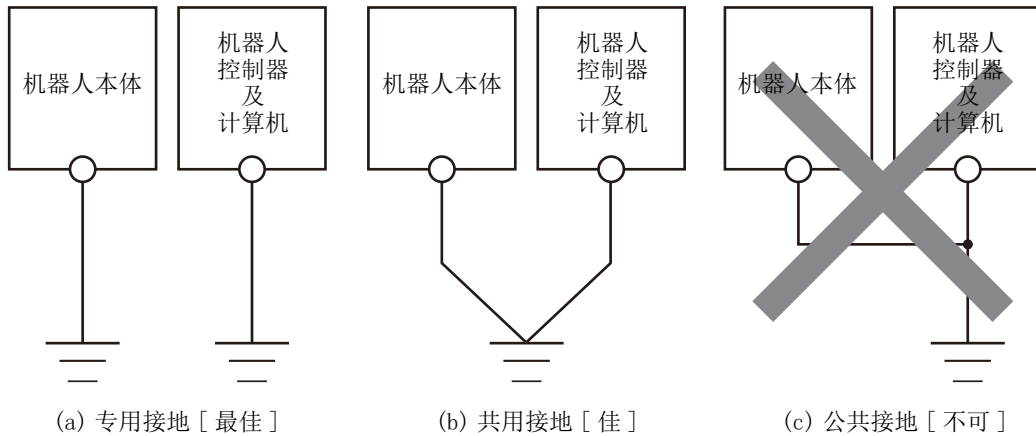 机器人本体
机器人
控制器
及
计算机
机器人本体
机器人
控制器
及
计算机
机器人本体
机器人
控制器
及
计算机
(a) 专用接地 [ 最佳 ]
(b) 共用接地 [ 佳 ]
(c) 公共接地 [ 不可 ]